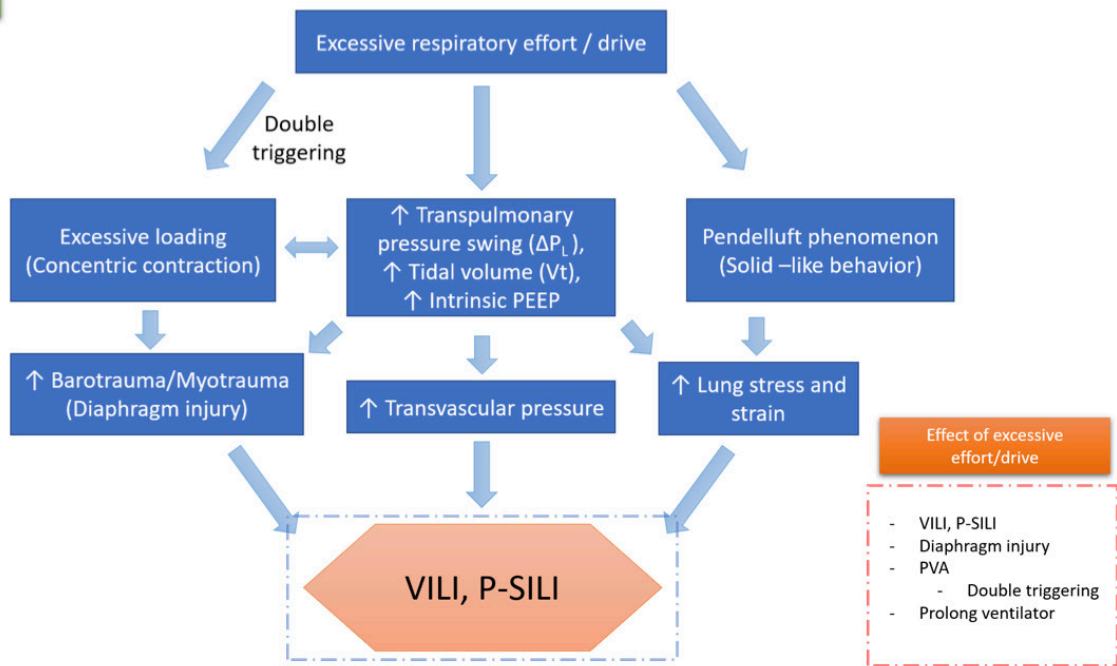 Excessive respiratory effort / drive
Double
triggering
Excessive loading
(Concentric contraction)
↑ Transpulmonary
pressure swing (ΔP_L),
↑ Tidal volume (Vt),
↑ Intrinsic PEEP
Pendelluft phenomenon
(Solid –like behavior)
↑ Barotrauma/Myotrauma
(Diaphragm injury)
↑ Transvascular pressure
↑ Lung stress and
strain
VILI, P-SILI
Effect of excessive
effort/drive
- VILI, P-SILI
- Diaphragm injury
- PVA
- Double triggering
- Prolong ventilator